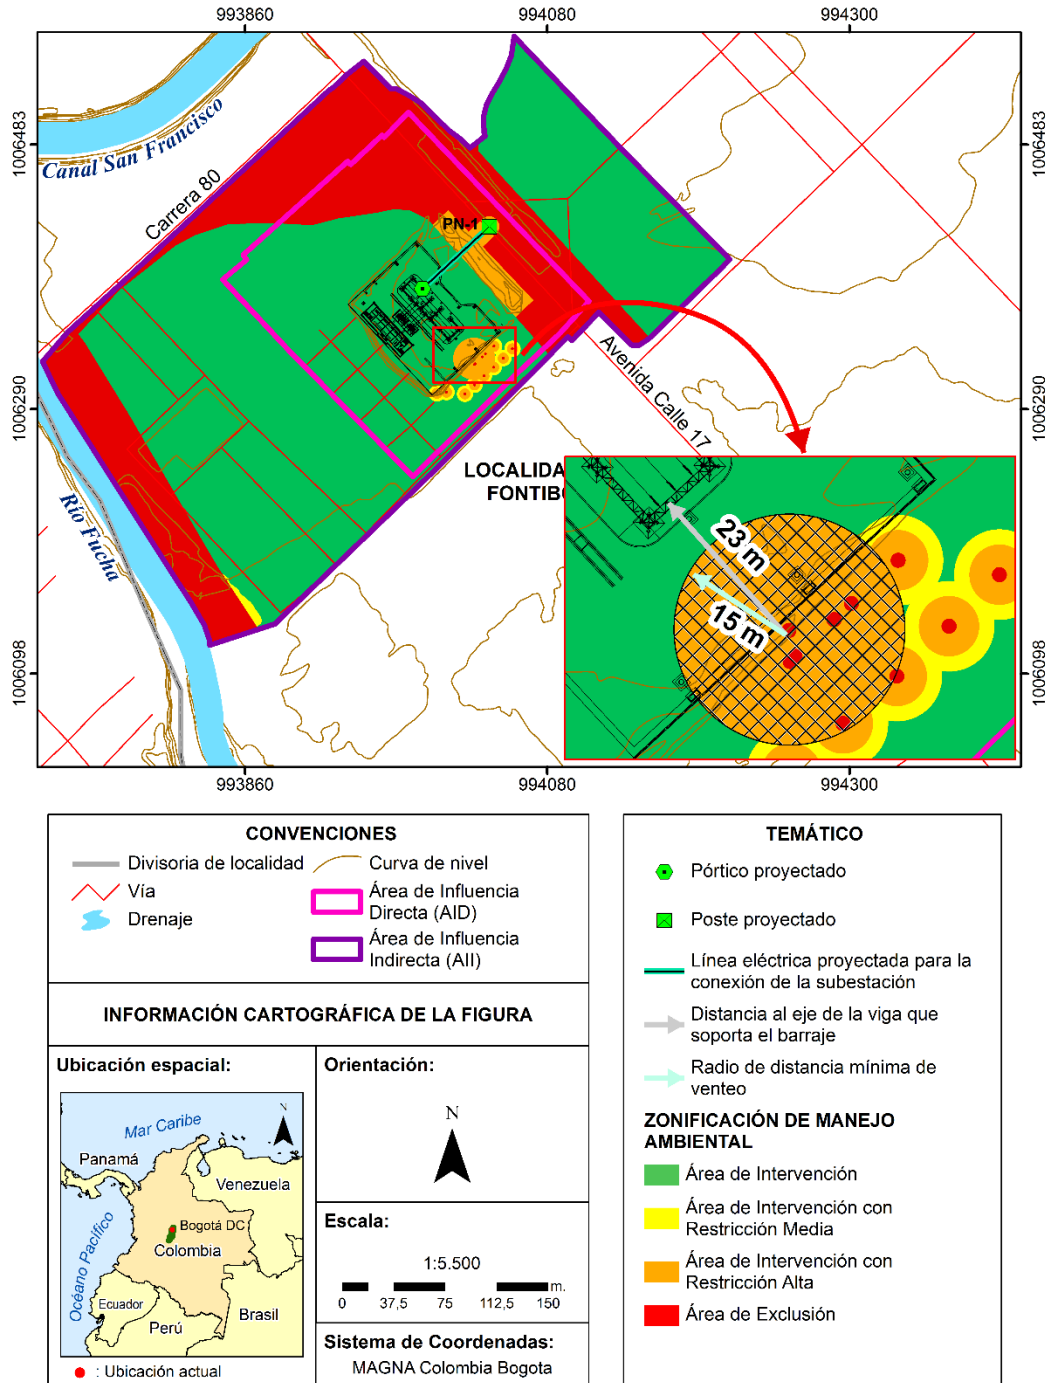 993860
994080
994300
1006483
1006483
Canal San Francisco
Carrera 80
PN-1
1006290
1006290
Avenida Calle 17
LOCALIDA
FONTIB
Río Fucha
23 m
15 m
1006098
1006098
993860
994080
994300
CONVENCIONES
Divisoria de localidad
Vía
Drenaje
Curva de nivel
Área de Influencia
Directa (AID)
Área de Influencia
Indirecta (AII)
INFORMACIÓN CARTOGRÁFICA DE LA FIGURA
Ubicación espacial:
N
Mar Caribe
Panamá
Venezuela
Océano Pacífico
Bogotá DC
Colombia
Ecuador
Perú
Brasil
: Ubicación actual
Orientación:
N
Escala:
1:5.500
m.
0 37,5 75 112,5 150
Sistema de Coordenadas:
MAGNA Colombia Bogota
TEMÁTICO
Pórtico proyectado
Poste proyectado
Línea eléctrica proyectada para la
conexión de la subestación
Distancia al eje de la viga que
soporta el barraje
Radio de distancia mínima de
venteo
ZONIFICACIÓN DE MANEJO
AMBIENTAL
Área de Intervención
Área de Intervención con
Restricción Media
Área de Intervención con
Restricción Alta
Área de Exclusión